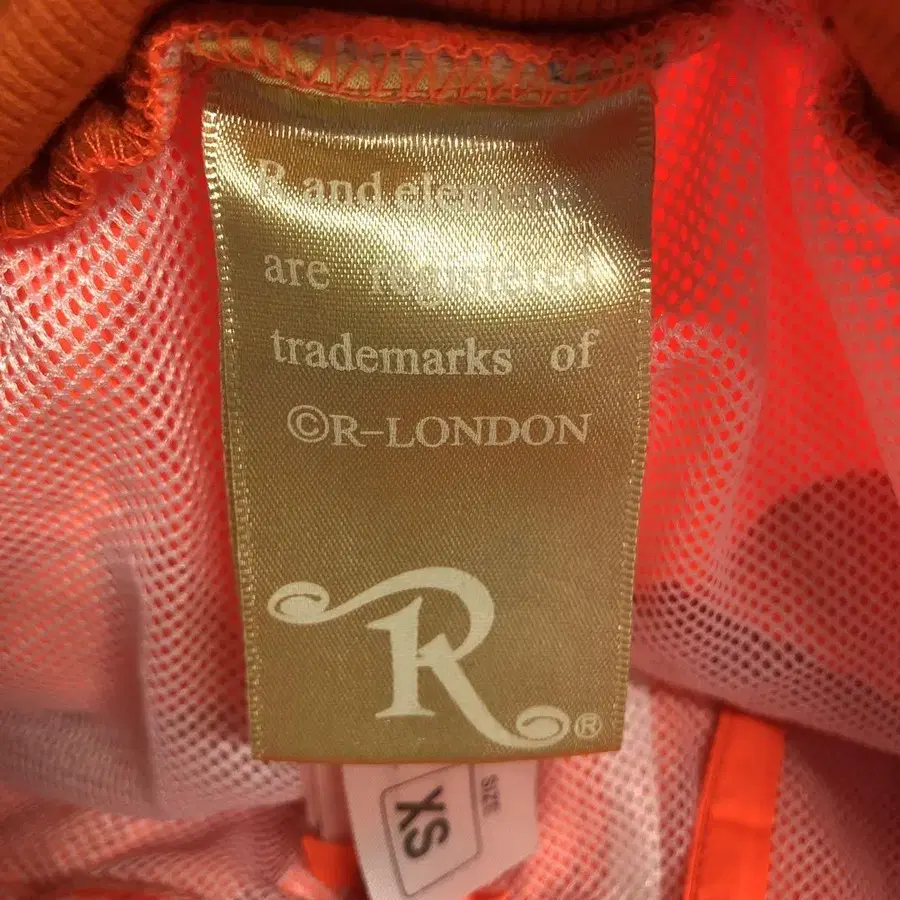 R and elements
are registered
trademarks of
©R-LONDON
R®
SIZE
XS